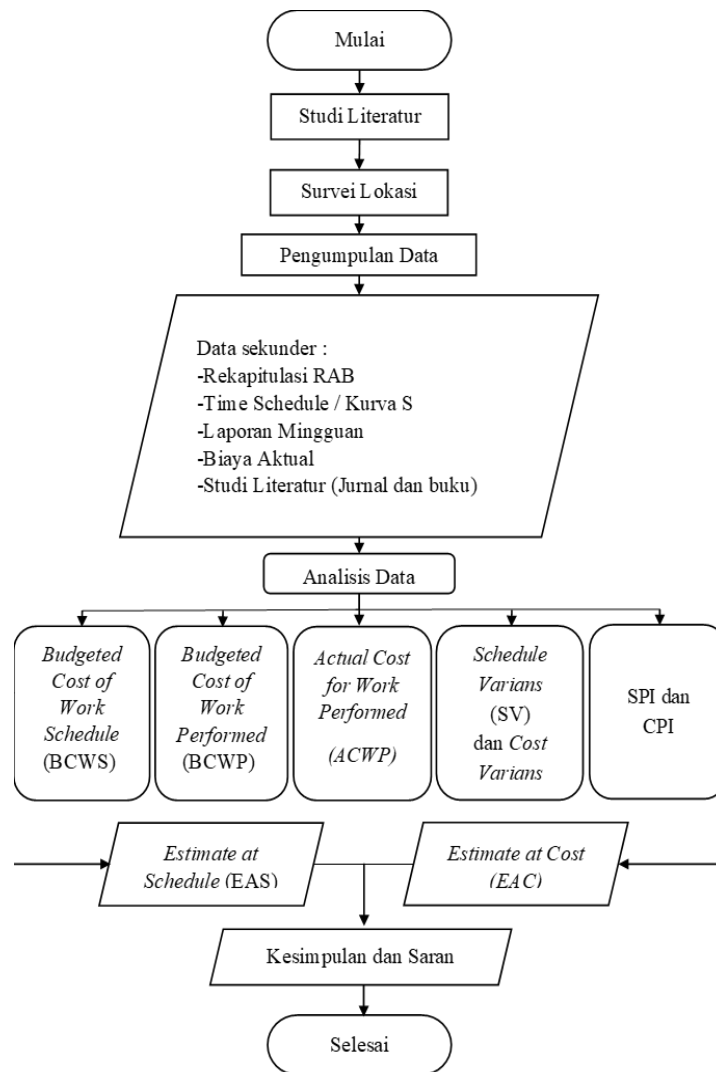 Mulai
Studi Literatur
Survei Lokasi
Pengumpulan Data
Data sekunder :
-Rekapitulasi RAB
-Time Schedule / Kurva S
-Laporan Mingguan
-Biaya Aktual
-Studi Literatur (Jurnal dan buku)
Analisis Data
Budgeted
Cost of
Work
Schedule
(BCWS)
Budgeted
Cost of
Work
Performed
(BCWP)
Actual Cost
for Work
Performed
(ACWP)
Schedule
Varians
(SV)
dan Cost
Varians
SPI dan
CPI
Estimate at
Schedule (EAS)
Estimate at Cost
(EAC)
Kesimpulan dan Saran
Selesai